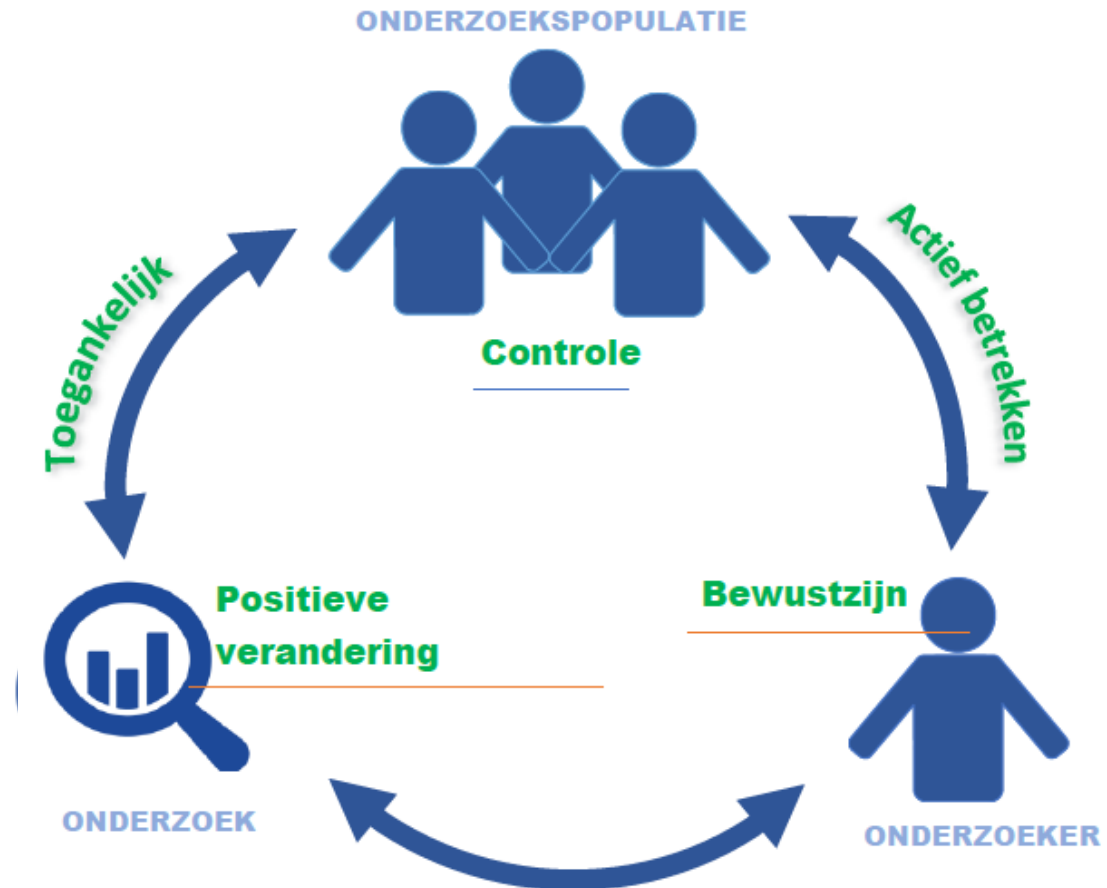 ONDERZOEKSPOPULATIE
Toegankelijk
Actief betrekken
Controle
Positieve
verandering
Bewustzijn
ONDERZOEK
ONDERZOEKER